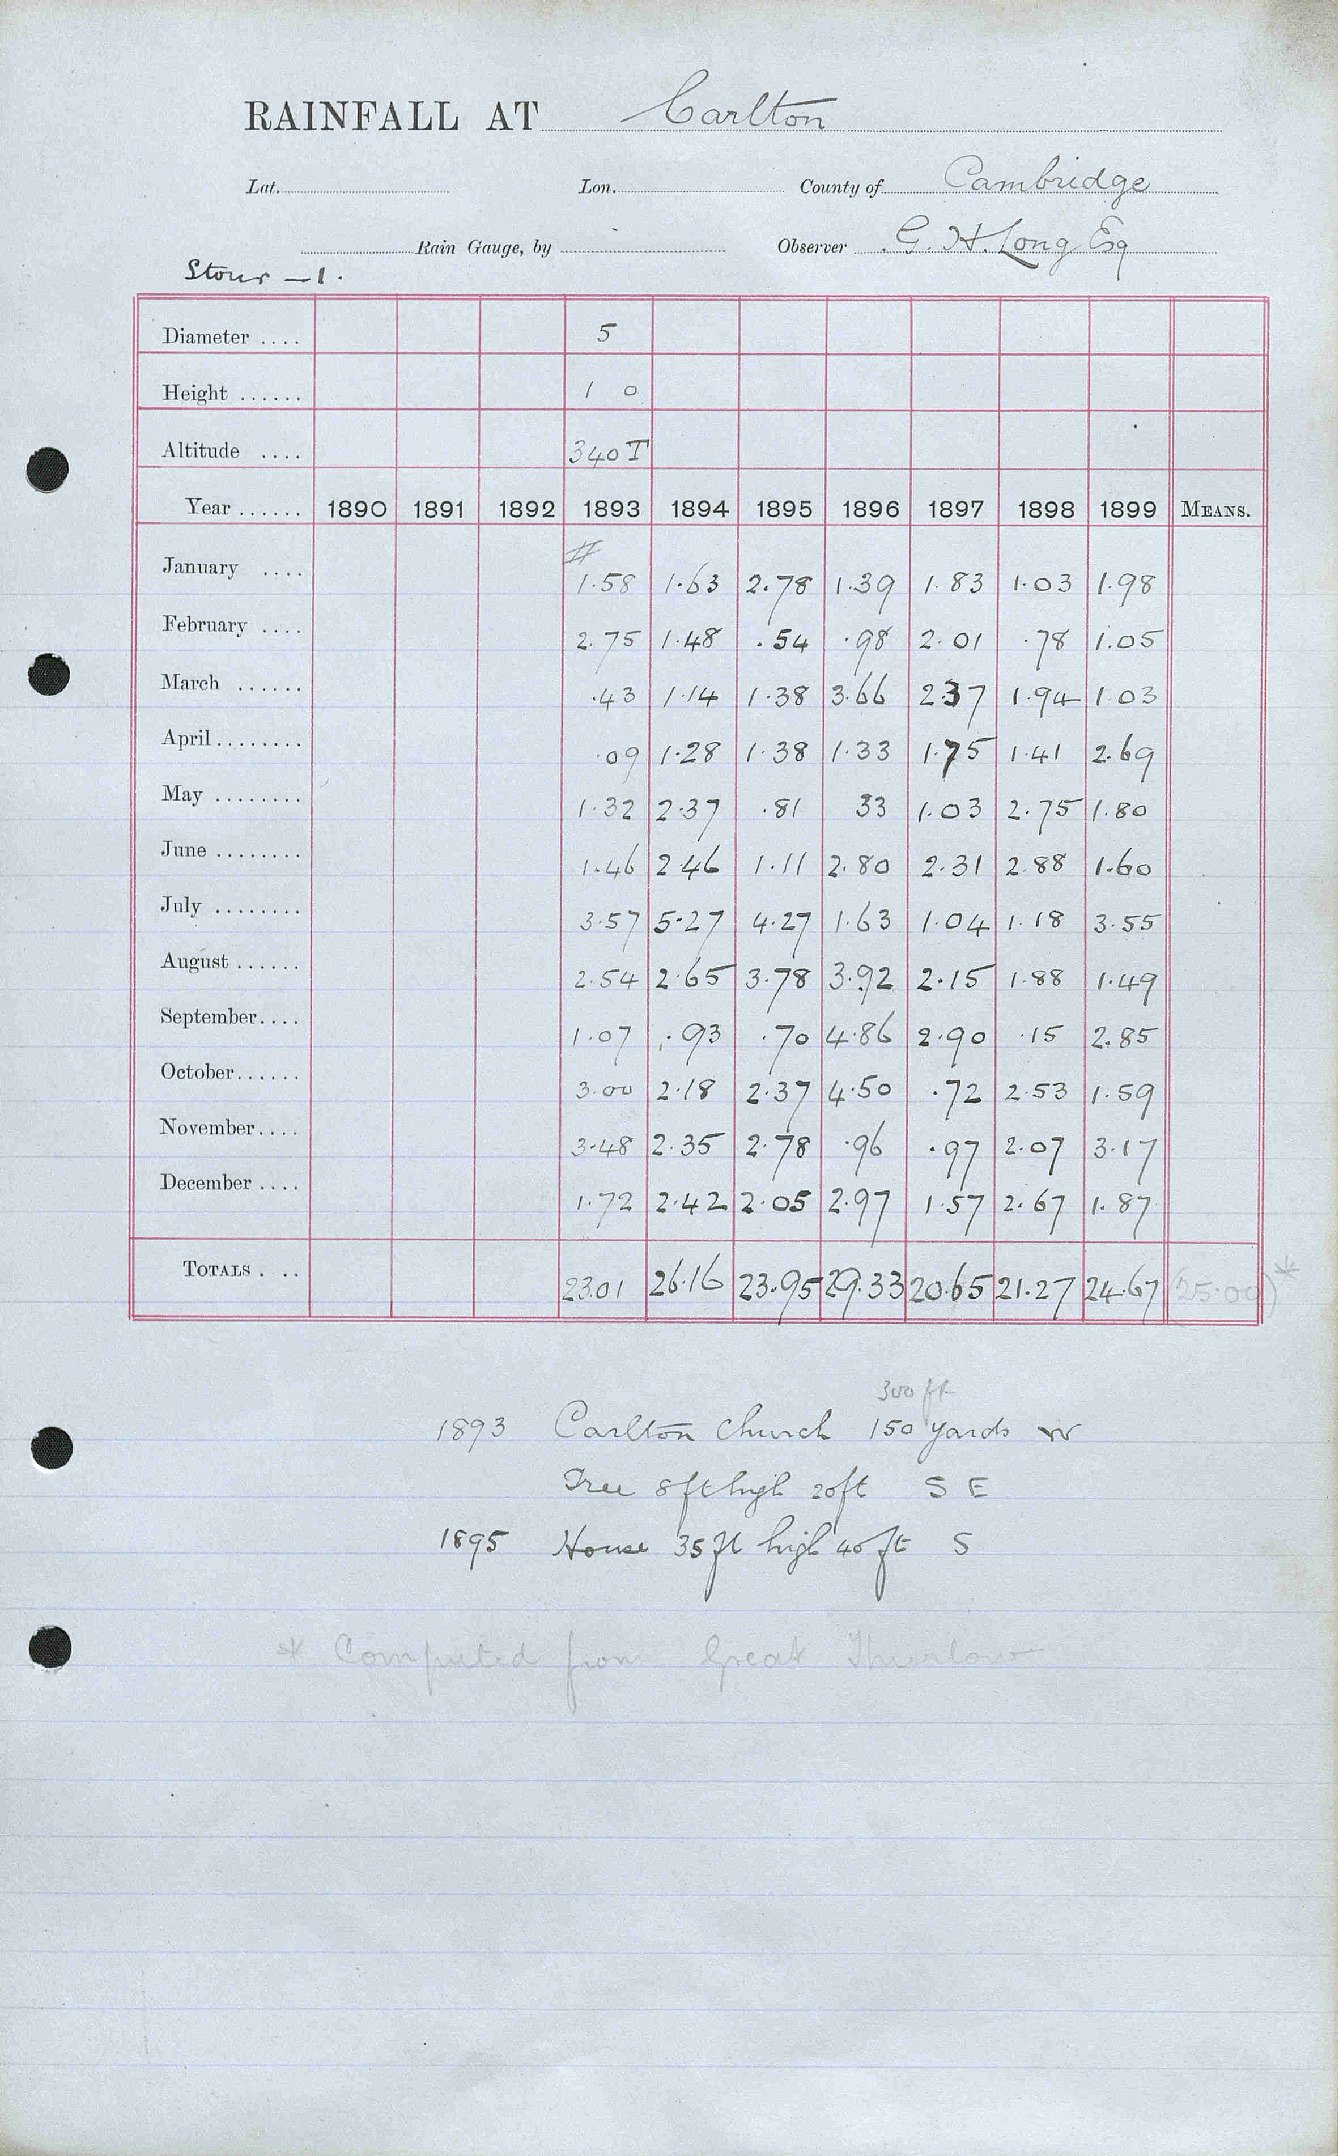 RAINFALL AT Carlton
Lat. Lon. County of Cambridge
Rain Gauge, by Observer G. H. Long Esq
Stour — 1.
Diameter .... 5
Height ...... 1 0
Altitude .... 340 T
Year ...... 1890 1891 1892 1893 1894 1895 1896 1897 1898 1899 MEANS.
January .... 1.58 1.63 2.78 1.39 1.83 1.03 1.98
February .... 2.75 1.48 .54 .98 2.01 .78 1.05
March ...... .43 1.14 1.38 3.66 2 37 1.94 1 03
April ........ .09 1.28 1.38 1.33 1.75 1.41 2.69
May ........ 1.32 2.37 .81 33 1.03 2.75 1.80
June ........ 1.46 2 46 1.11 2.80 2.31 2.88 1.60
July ........ 3.57 5.27 4.27 1.63 1.04 1.18 3.55
August ...... 2.54 2.65 3.78 3.92 2.15 1.88 1.49
September.... 1.07 .93 .70 4.86 2.90 .15 2.85
October...... 3.00 2.18 2.37 4.50 .72 2.53 1.59
November.... 3.48 2.35 2.78 .96 .97 2.07 3.17
December .... 1.72 2.42 2.05 2.97 1.57 2.67 1.87
TOTALS . .. 23.01 26.16 23.95 29.33 20.65 21.27 24.67 (25.00)*
300 ft
1893 Carlton Church 150 yards W
Tree 8 ft high 20 ft S E
1895 House 35 ft high 40 ft S
* Computed from Great Thurlow